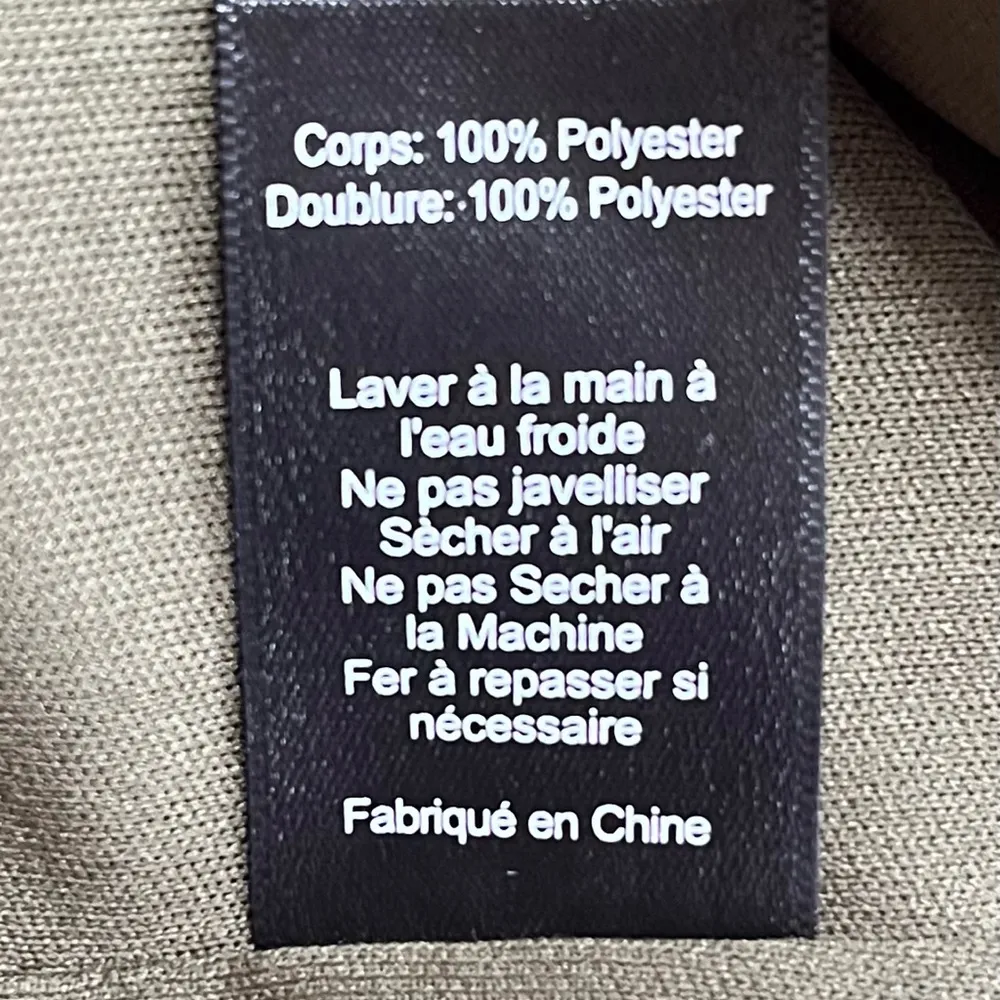 Corps: 100% Polyester
Doublure: 100% Polyester
Laver à la main à
l'eau froide
Ne pas javelliser
Sècher à l'air
Ne pas Secher à
la Machine
Fer à repasser si
nécessaire
Fabriqué en Chine